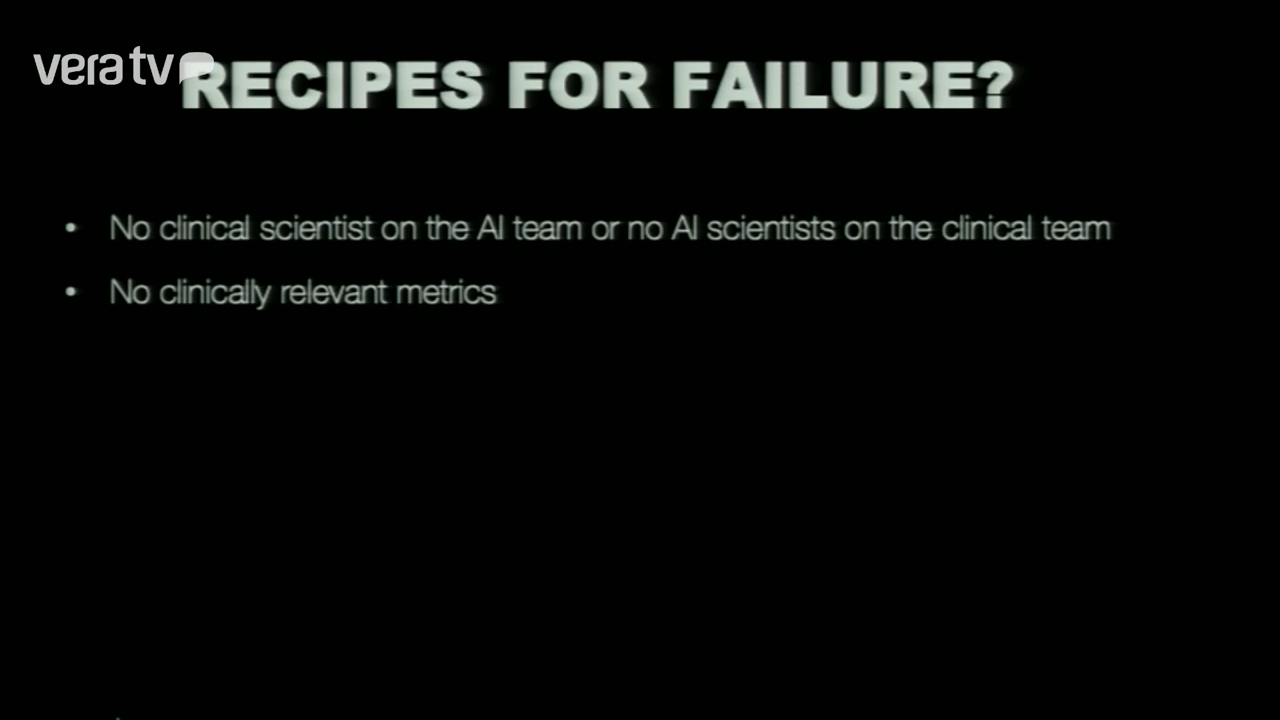 vera tv
RECIPES FOR FAILURE?
• No clinical scientist on the AI team or no AI scientists on the clinical team
• No clinically relevant metrics